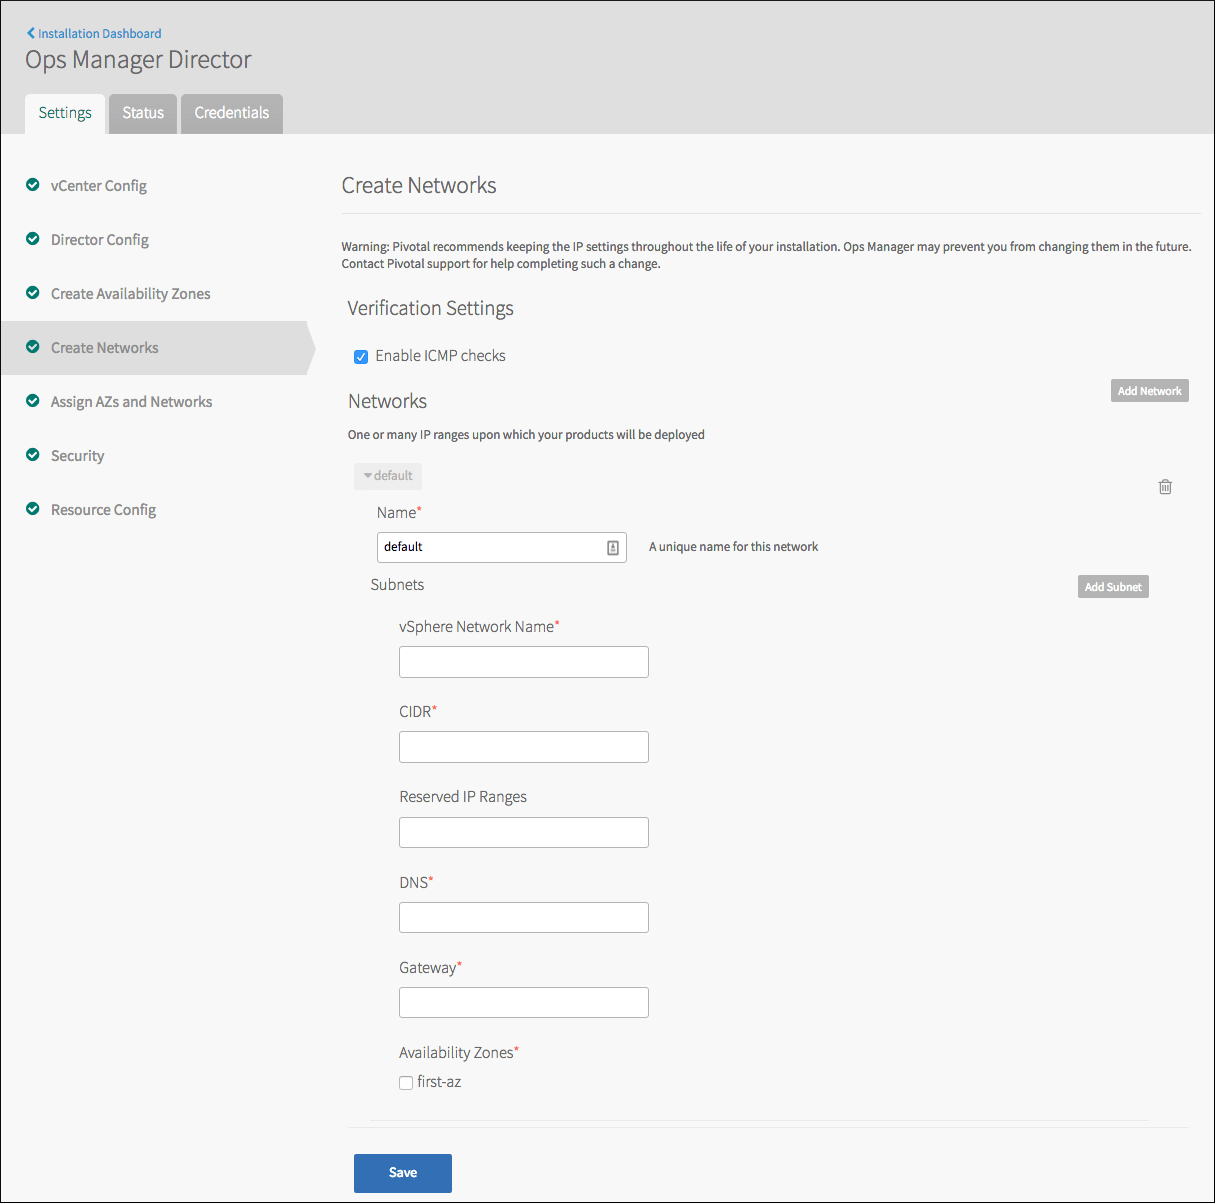 Installation Dashboard
Ops Manager Director
Settings
Status
Credentials
vCenter Config
Director Config
Create Availability Zones
Create Networks
Assign AZs and Networks
Security
Resource Config
Create Networks
Warning: Pivotal recommends keeping the IP settings throughout the life of your installation. Ops Manager may prevent you from changing them in the future.
Contact Pivotal support for help completing such a change.
Verification Settings
Enable ICMP checks
Networks
Add Network
One or many IP ranges upon which your products will be deployed
default
Name*
default
A unique name for this network
Subnets
Add Subnet
vSphere Network Name*
CIDR*
Reserved IP Ranges
DNS*
Gateway*
Availability Zones*
first-az
Save